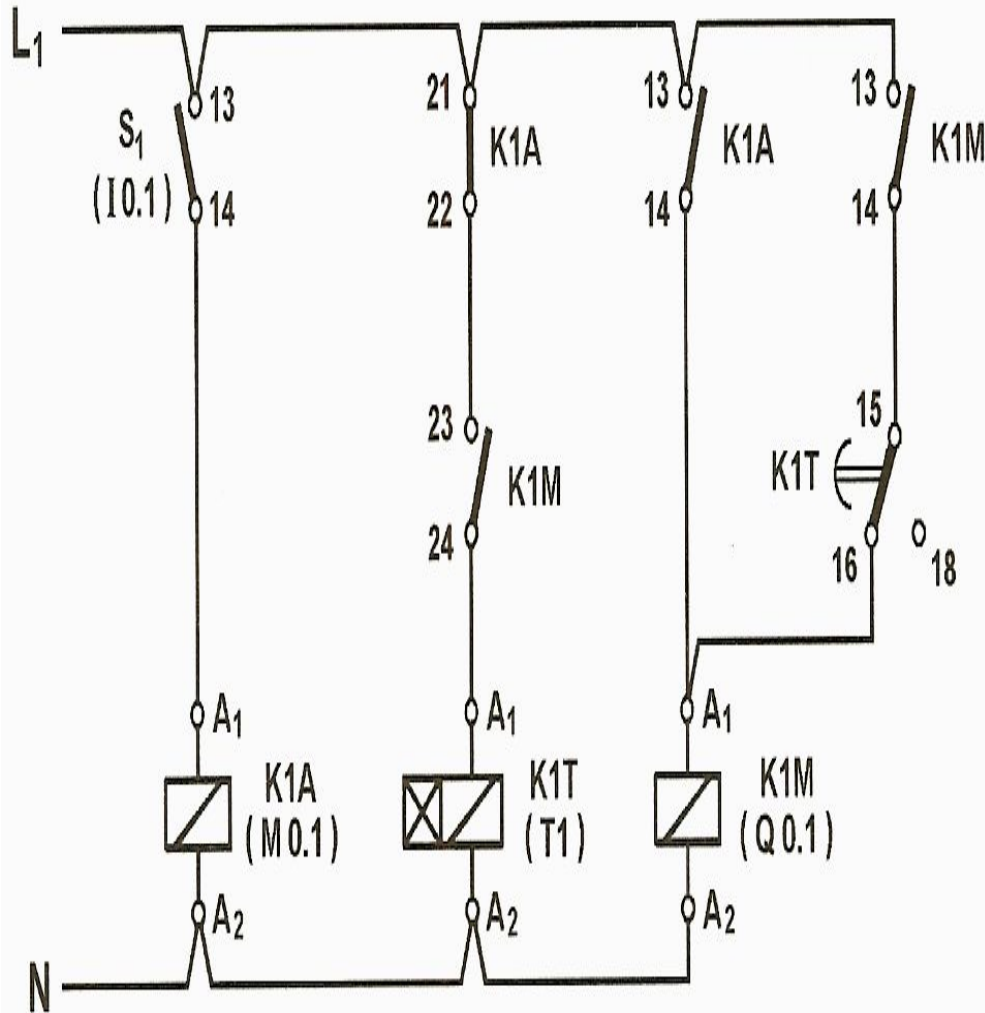 L₁
13
S₁
(I0.1)
14
21
K1A
22
13
K1A
14
13
K1M
14
23
K1M
24
15
K1T
16
18
A₁
K1A
(M0.1)
A₂
A₁
K1T
(T1)
A₂
A₁
K1M
(Q0.1)
A₂
N